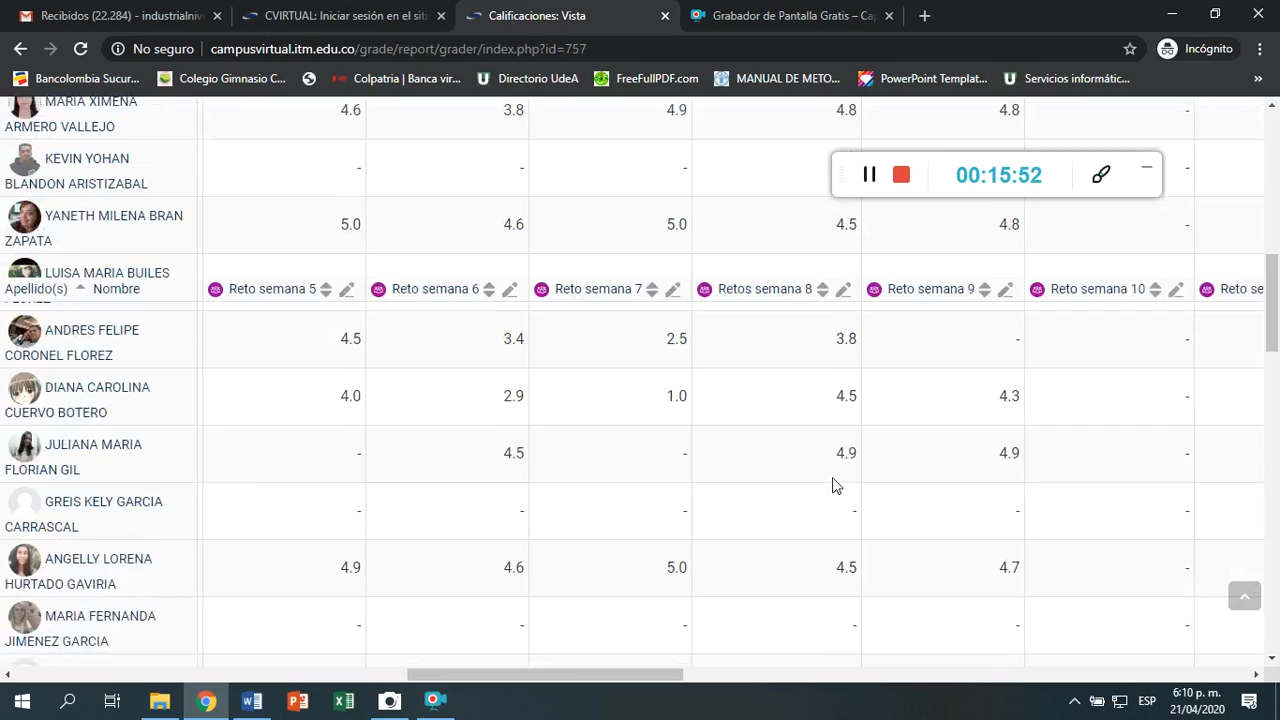 Recibidos (22.284) - industrialniv
CVIRTUAL: Iniciar sesión en el siti
Calificaciones: Vista
Grabador de Pantalla Gratis – Ca
No seguro
campusvirtual.itm.edu.co/grade/report/grader/index.php?id=757
Incógnito
Bancolombia Sucur...
Colegio Gimnasio C...
Colpatria | Banca vir...
Directorio UdeA
FreeFullPDF.com
MANUAL DE METO...
PowerPoint Templat...
Servicios informátic...
»
MARIA XIMENA
ARMERO VALLEJO
4.6 3.8 4.9 4.8 4.8 -
KEVIN YOHAN
BLANDON ARISTIZABAL
- - - -
00:15:52
YANETH MILENA BRAN
ZAPATA
5.0 4.6 5.0 4.5 4.8 -
LUISA MARIA BUILES
Apellido(s) Nombre
Reto semana 5
Reto semana 6
Reto semana 7
Retos semana 8
Reto semana 9
Reto semana 10
Reto se
ANDRES FELIPE
CORONEL FLOREZ
4.5 3.4 2.5 3.8 - -
DIANA CAROLINA
CUERVO BOTERO
4.0 2.9 1.0 4.5 4.3 -
JULIANA MARIA
FLORIAN GIL
- 4.5 - 4.9 4.9 -
GREIS KELY GARCIA
CARRASCAL
- - - - - -
ANGELLY LORENA
HURTADO GAVIRIA
4.9 4.6 5.0 4.5 4.7 -
MARIA FERNANDA
JIMENEZ GARCIA
- - - - - -
ESP
6:10 p. m.
21/04/2020